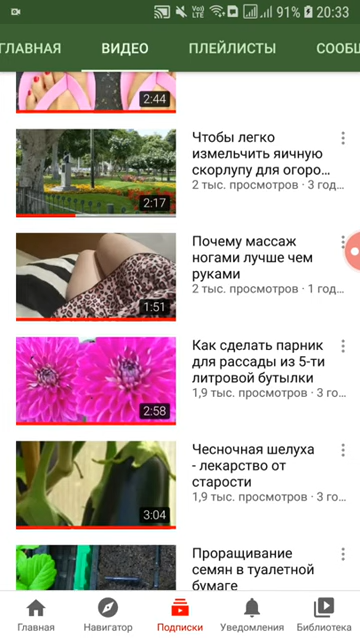 91% 20:33
ГЛАВНАЯ ВИДЕО ПЛЕЙЛИСТЫ СООБЩ
2:44
Чтобы легко
измельчить яичную
скорлупу для огоро...
2 тыс. просмотров · 3 год...
2:17
Почему массаж
ногами лучше чем
руками
2 тыс. просмотров · 1 год...
1:51
Как сделать парник
для рассады из 5-ти
литровой бутылки
1,9 тыс. просмотров · 3 го...
2:58
Чесночная шелуха
- лекарство от
старости
1,9 тыс. просмотров · 3 го...
3:04
Проращивание
семян в туалетной
бумаге
Главная Навигатор Подписки Уведомления Библиотека